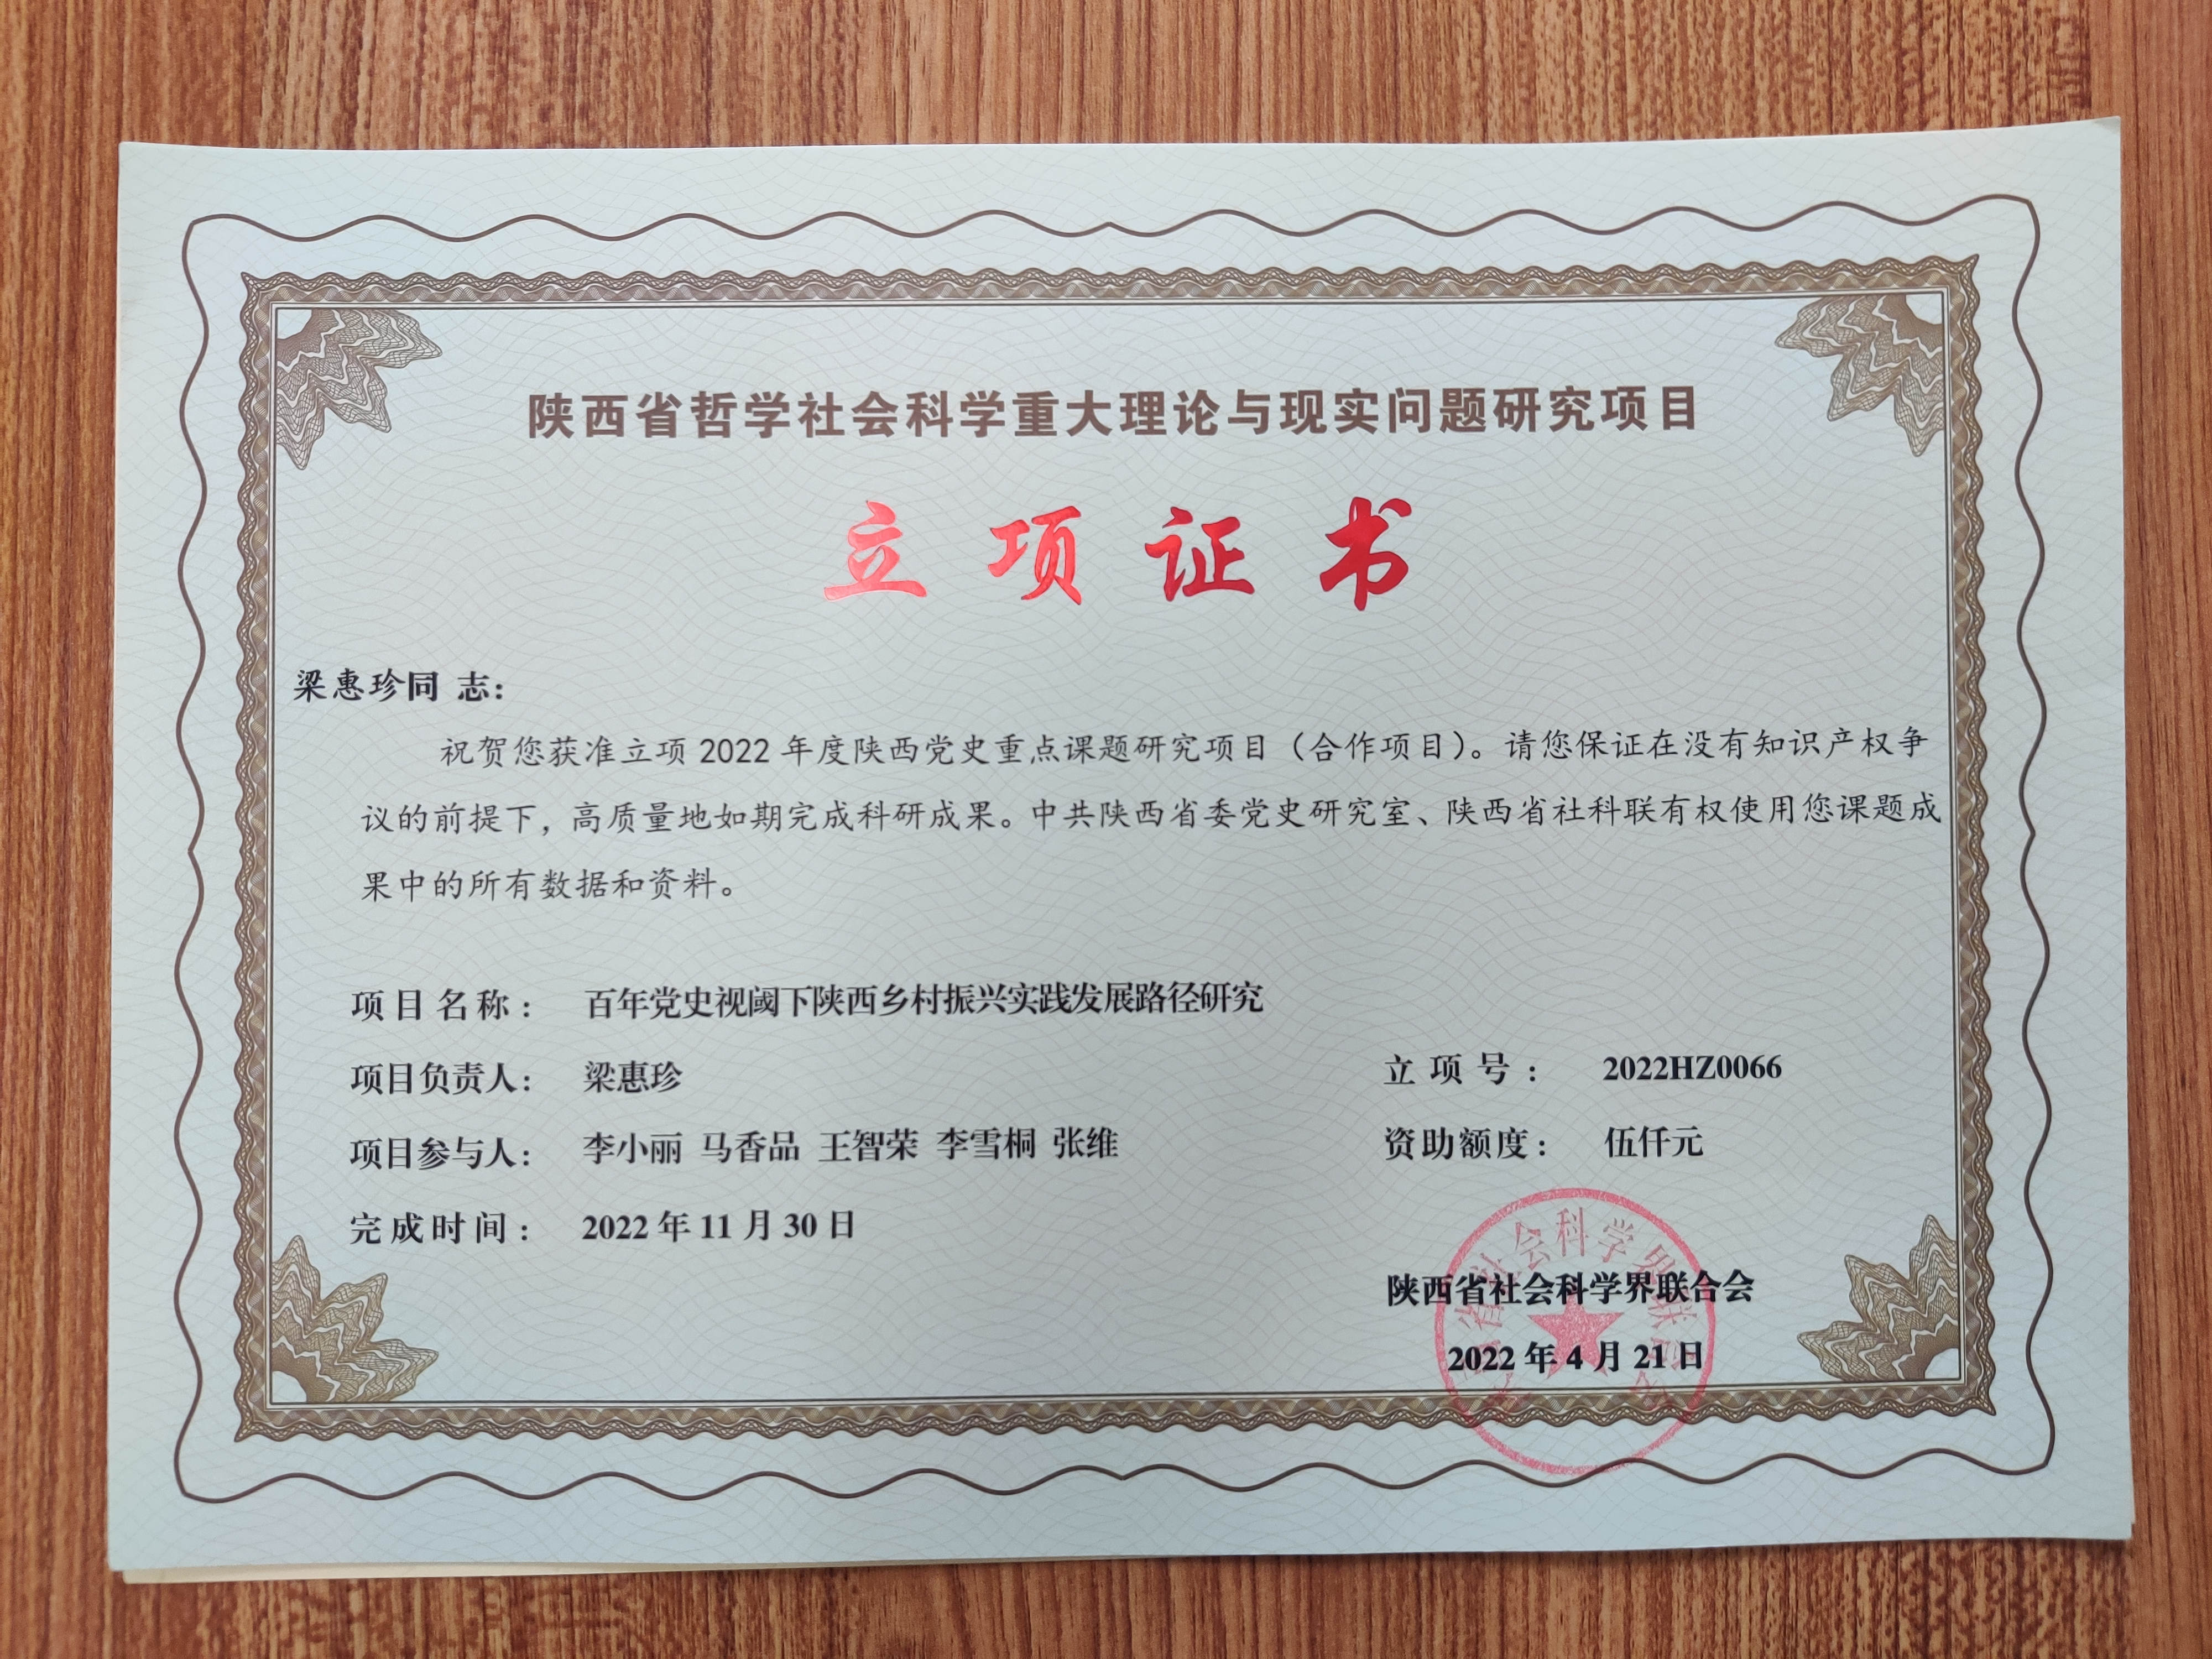 陕西省哲学社会科学重大理论与现实问题研究项目
立项证书
梁惠珍同 志：
祝贺您获准立项 2022 年度陕西党史重点课题研究项目（合作项目）。请您保证在没有知识产权争
议的前提下，高质量地如期完成科研成果。中共陕西省委党史研究室、陕西省社科联有权使用您课题成
果中的所有数据和资料。
项目名称： 百年党史视阈下陕西乡村振兴实践发展路径研究
项目负责人： 梁惠珍 立项号： 2022HZ0066
项目参与人： 李小丽 马香品 王智荣 李雪桐 张维 资助额度： 伍仟元
完成时间： 2022 年 11 月 30 日
陕西省社会科学界联合会
2022 年 4 月 21 日
省社会科学界联合会